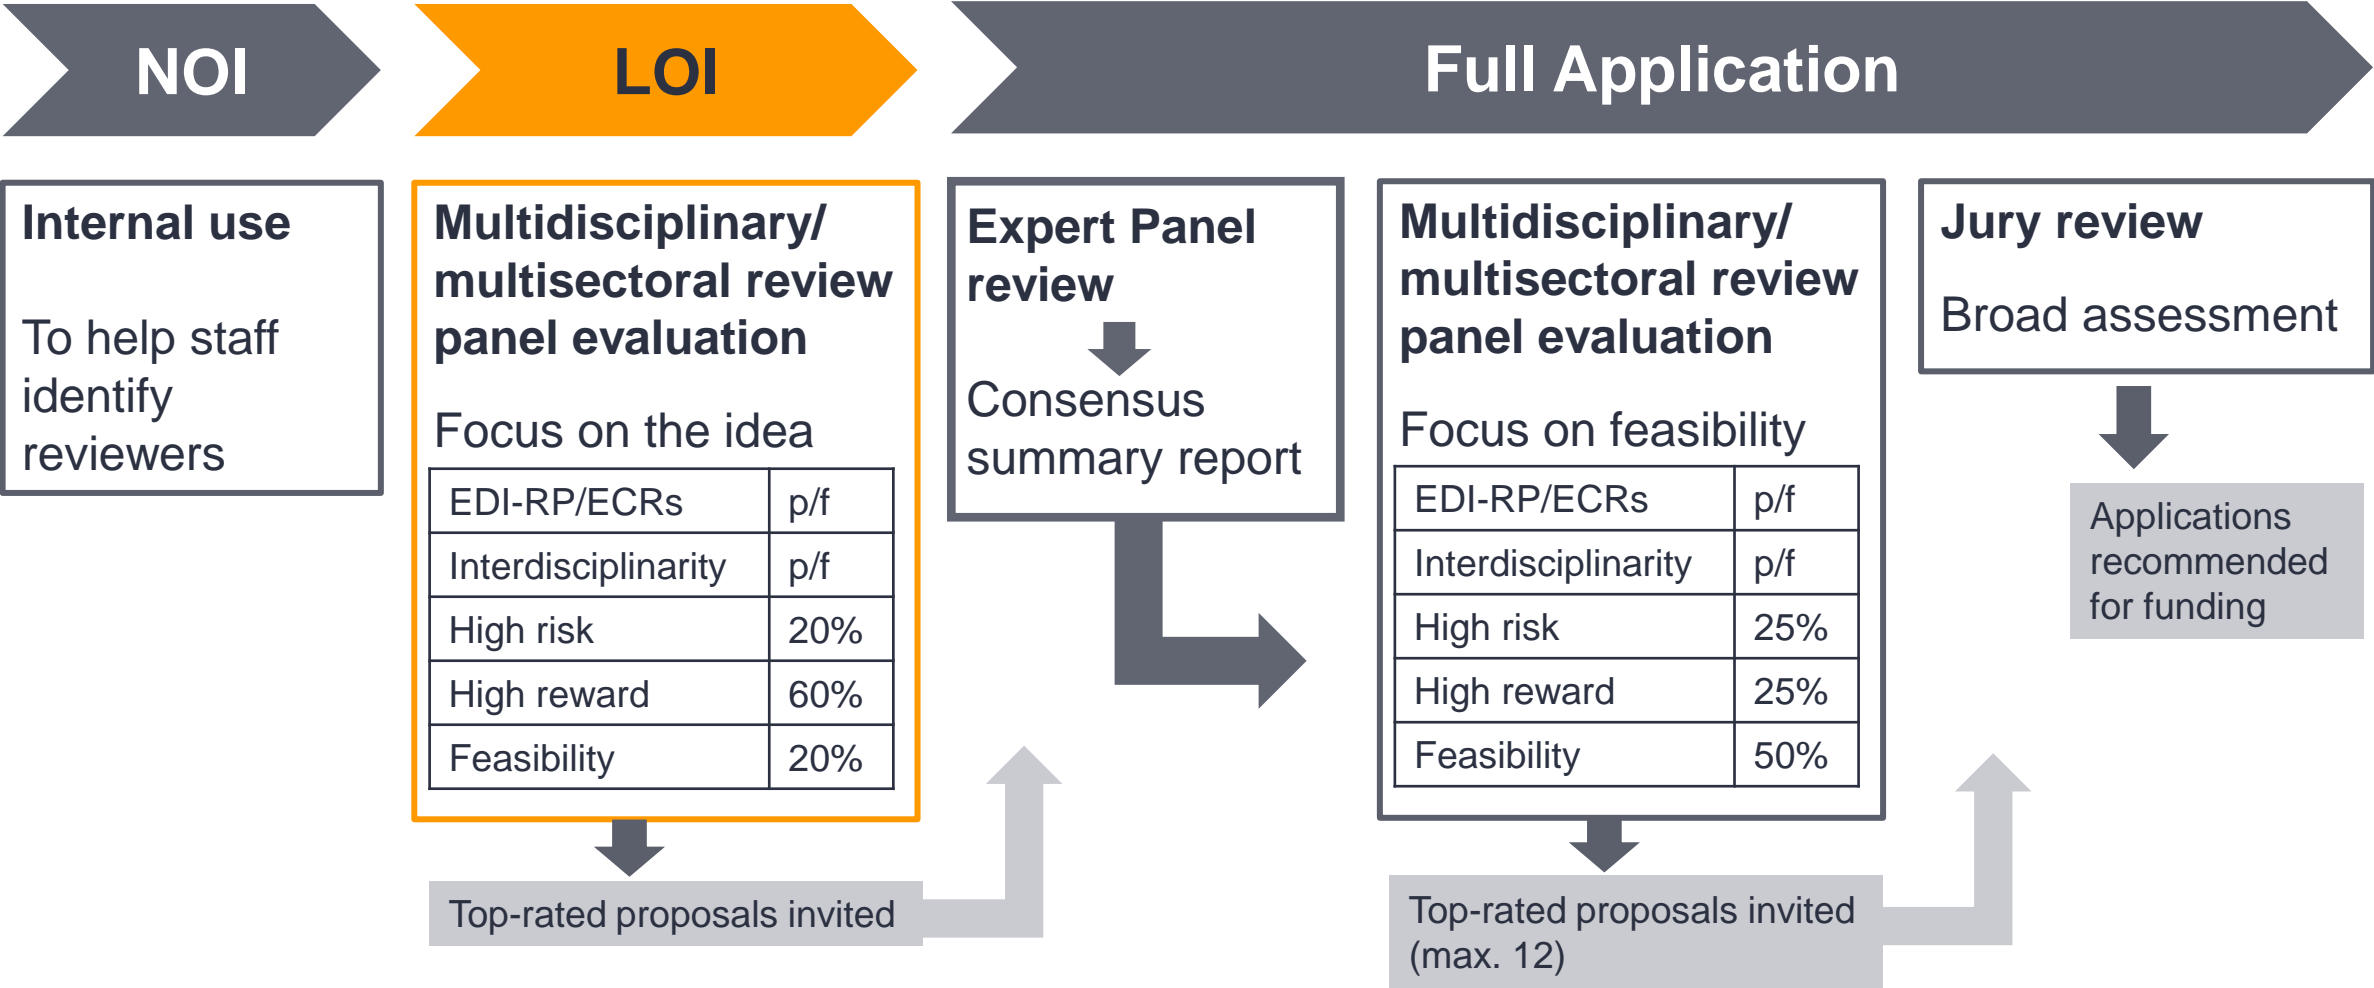 NOI
LOI
Full Application
Internal use
To help staff
identify
reviewers
Multidisciplinary/
multisectoral review
panel evaluation
Focus on the idea
EDI-RP/ECRs p/f
Interdisciplinarity p/f
High risk 20%
High reward 60%
Feasibility 20%
Top-rated proposals invited
Expert Panel
review
Consensus
summary report
Multidisciplinary/
multisectoral review
panel evaluation
Focus on feasibility
EDI-RP/ECRs p/f
Interdisciplinarity p/f
High risk 25%
High reward 25%
Feasibility 50%
Top-rated proposals invited
(max. 12)
Jury review
Broad assessment
Applications
recommended
for funding